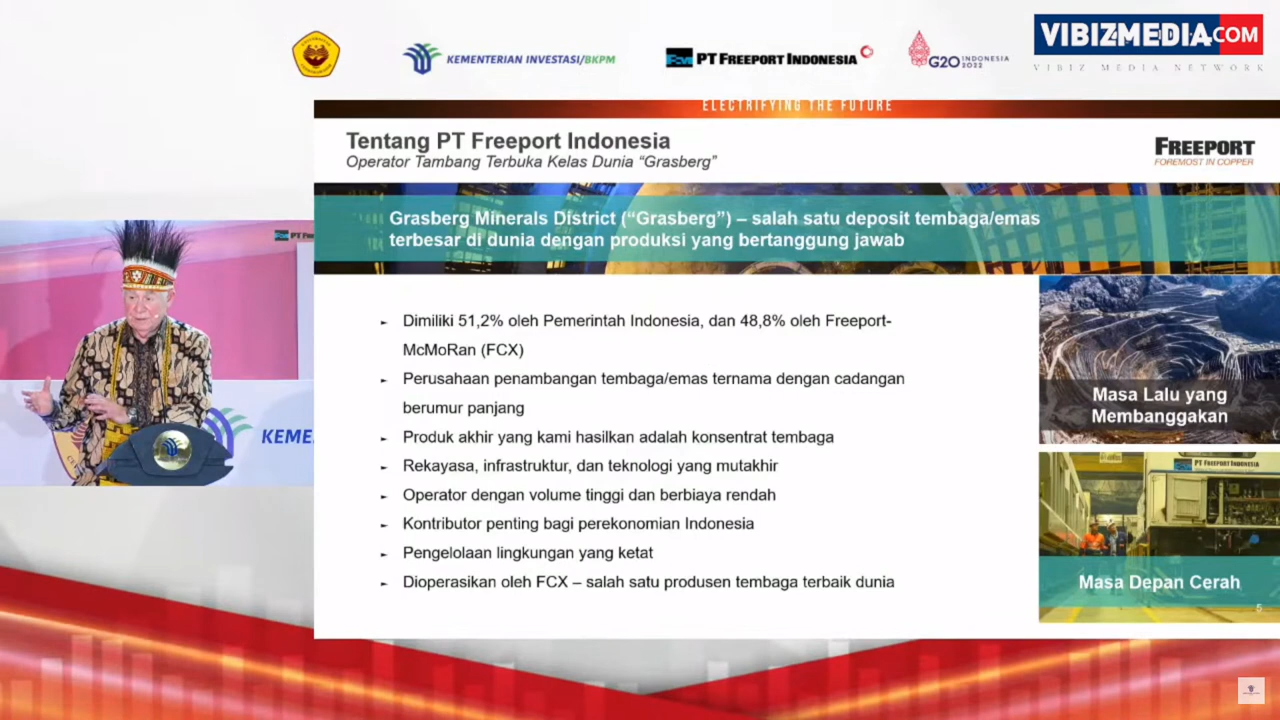 KEMENTERIAN INVESTASI/BKPM
PT FREEPORT INDONESIA
G20 INDONESIA
2022
VIBIZMEDIA.COM
VIBIZ MEDIA NETWORK
ELECTRIFYING THE FUTURE
Tentang PT Freeport Indonesia
Operator Tambang Terbuka Kelas Dunia “Grasberg”
FREEPORT
FOREMOST IN COPPER
Grasberg Minerals District (“Grasberg”) – salah satu deposit tembaga/emas
terbesar di dunia dengan produksi yang bertanggung jawab
► Dimiliki 51,2% oleh Pemerintah Indonesia, dan 48,8% oleh Freeport-
McMoRan (FCX)
► Perusahaan penambangan tembaga/emas ternama dengan cadangan
berumur panjang
► Produk akhir yang kami hasilkan adalah konsentrat tembaga
► Rekayasa, infrastruktur, dan teknologi yang mutakhir
► Operator dengan volume tinggi dan berbiaya rendah
► Kontributor penting bagi perekonomian Indonesia
► Pengelolaan lingkungan yang ketat
► Dioperasikan oleh FCX – salah satu produsen tembaga terbaik dunia
Masa Lalu yang
Membanggakan
PT FREEPORT INDONESIA
Masa Depan Cerah
5
PT FR
KEME